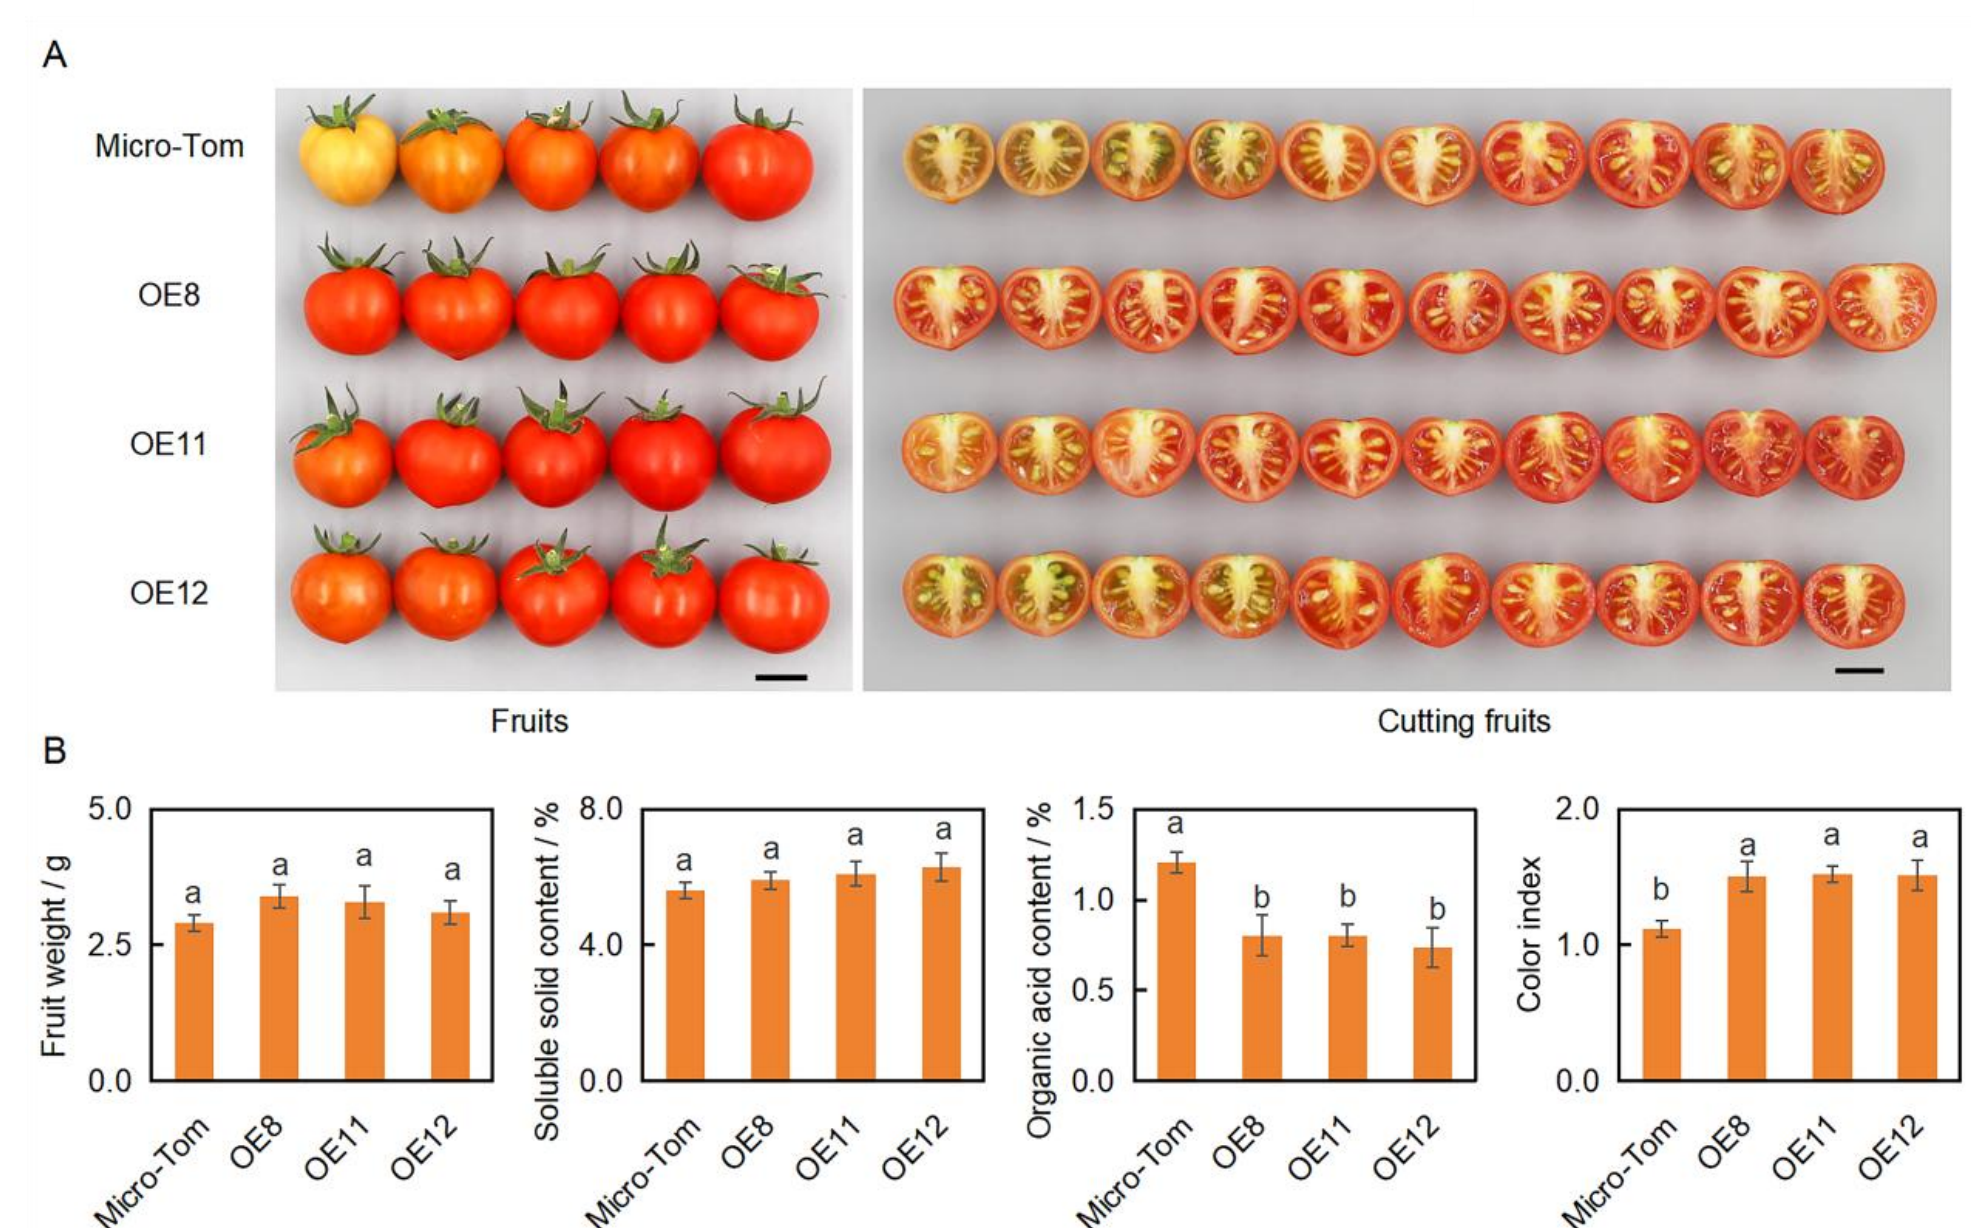 A
Micro-Tom
OE8
OE11
OE12
Fruits
Cutting fruits
B
Fruit weight / g
5.0
2.5
0.0
a
a
a
a
Micro-Tom
OE8
OE11
OE12
Soluble solid content / %
8.0
4.0
0.0
a
a
a
a
Micro-Tom
OE8
OE11
OE12
Organic acid content / %
1.5
1.0
0.5
0.0
a
b
b
b
Micro-Tom
OE8
OE11
OE12
Color index
2.0
1.0
0.0
b
a
a
a
Micro-Tom
OE8
OE11
OE12